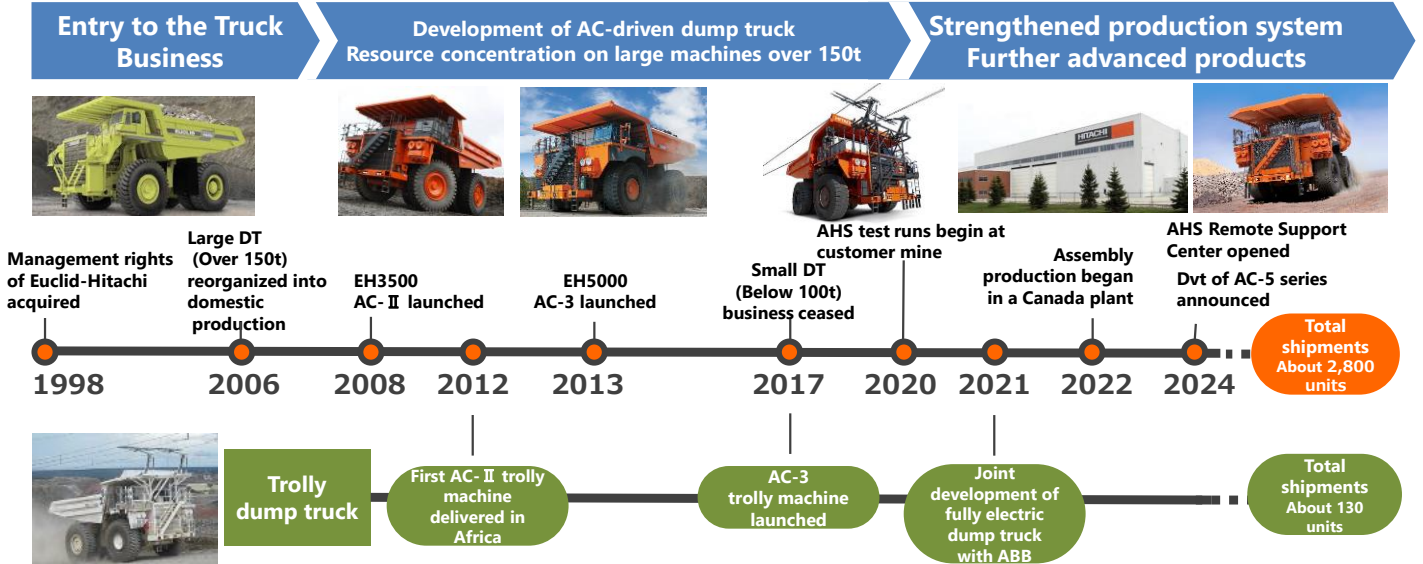 Entry to the Truck
Business
Development of AC-driven dump truck
Resource concentration on large machines over 150t
Strengthened production system
Further advanced products
EUCLID
HITACHI
Management rights
of Euclid-Hitachi
acquired
Large DT
(Over 150t)
reorganized into
domestic
production
EH3500
AC-Ⅱ launched
EH5000
AC-3 launched
Small DT
(Below 100t)
business ceased
AHS test runs begin at
customer mine
Assembly
production began
in a Canada plant
AHS Remote Support
Center opened
Dvt of AC-5 series
announced
1998
2006
2008
2012
2013
2017
2020
2021
2022
2024
Total
shipments
About 2,800
units
Trolly
dump truck
First AC-Ⅱ trolly
machine
delivered in
Africa
AC-3
trolly machine
launched
Joint
development of
fully electric
dump truck
with ABB
Total
shipments
About 130
units